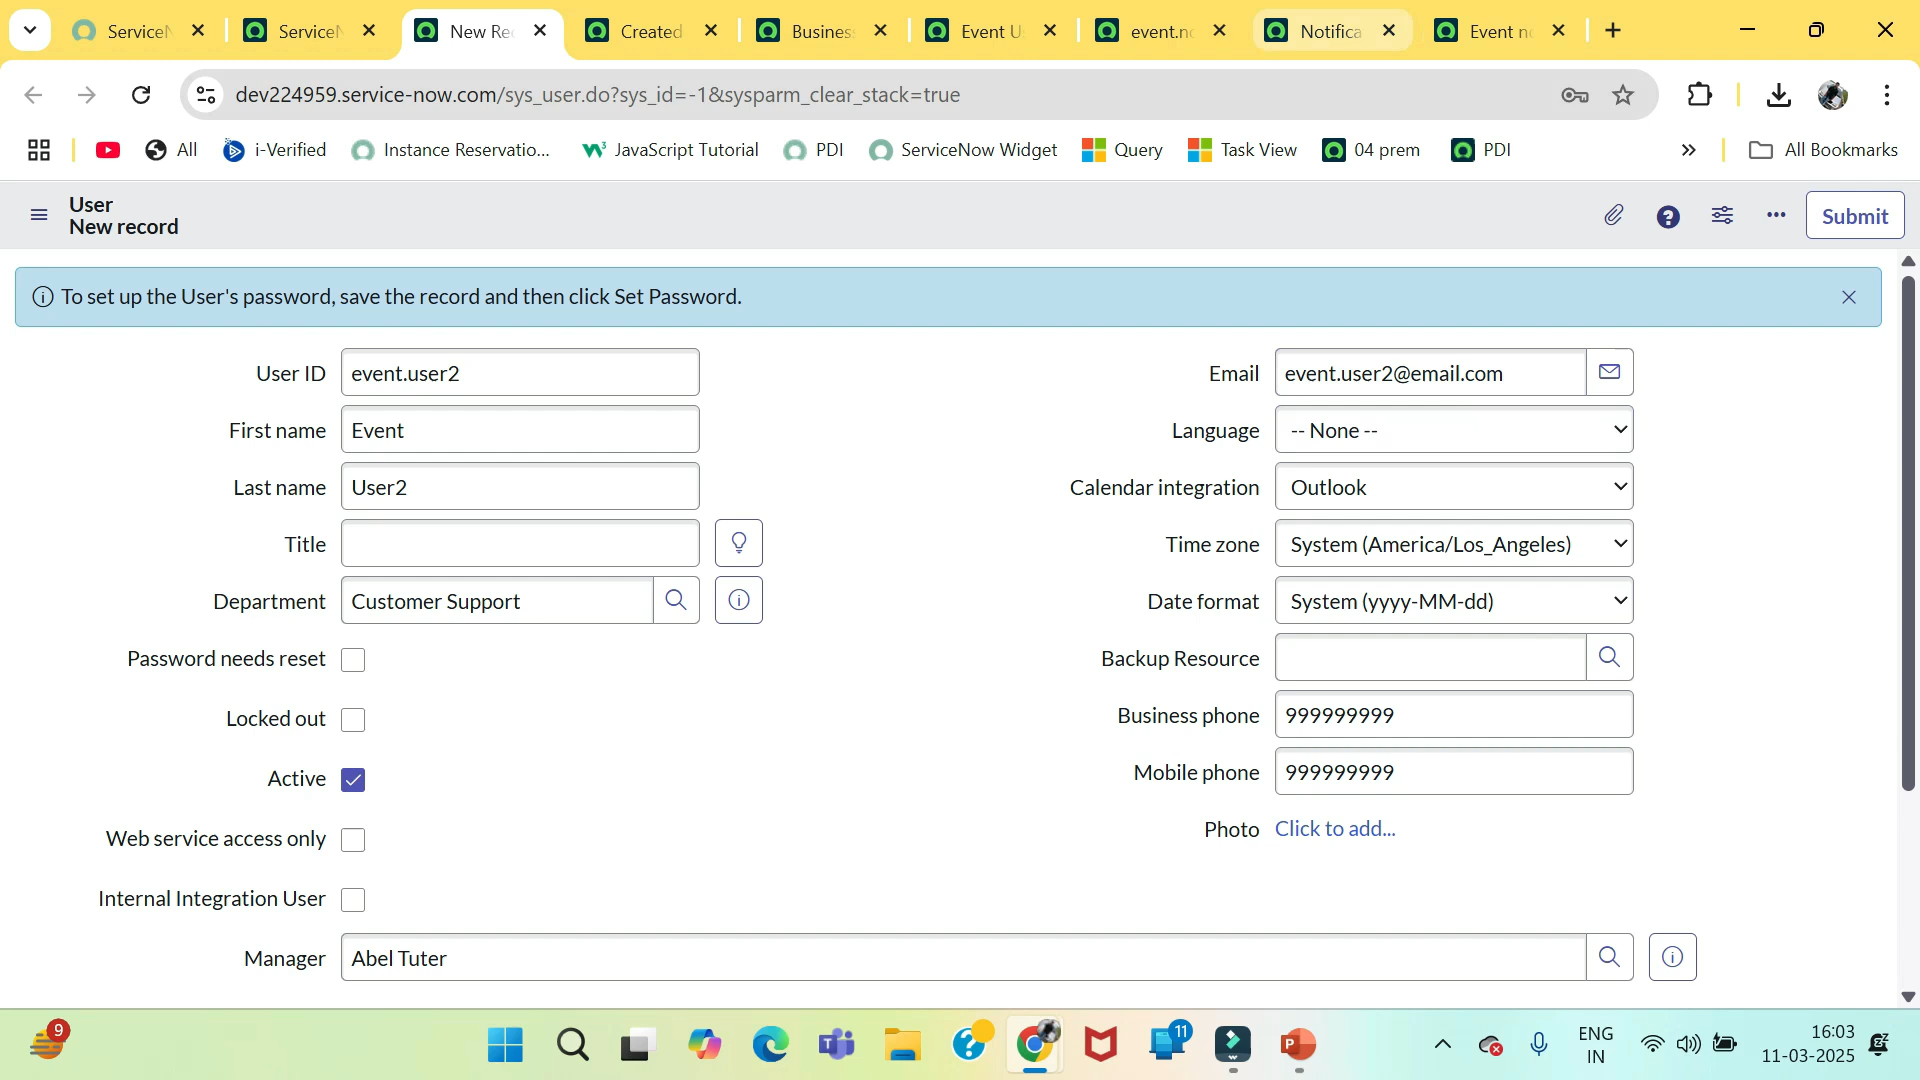 ServiceN
ServiceN
New Re
Created
Business
Event U
event.no
Notifica
Event no
dev224959.service-now.com/sys_user.do?sys_id=-1&sysparm_clear_stack=true
All
i-Verified
Instance Reservatio...
JavaScript Tutorial
PDI
ServiceNow Widget
Query
Task View
04 prem
PDI
All Bookmarks
User
New record
Submit
To set up the User's password, save the record and then click Set Password.
User ID event.user2
Email event.user2@email.com
First name Event
Language -- None --
Last name User2
Calendar integration Outlook
Title
Time zone System (America/Los_Angeles)
Department Customer Support
Date format System (yyyy-MM-dd)
Password needs reset
Backup Resource
Locked out
Business phone 999999999
Active
Mobile phone 999999999
Web service access only
Photo Click to add...
Internal Integration User
Manager Abel Tuter
9
11
ENG
IN
16:03
11-03-2025